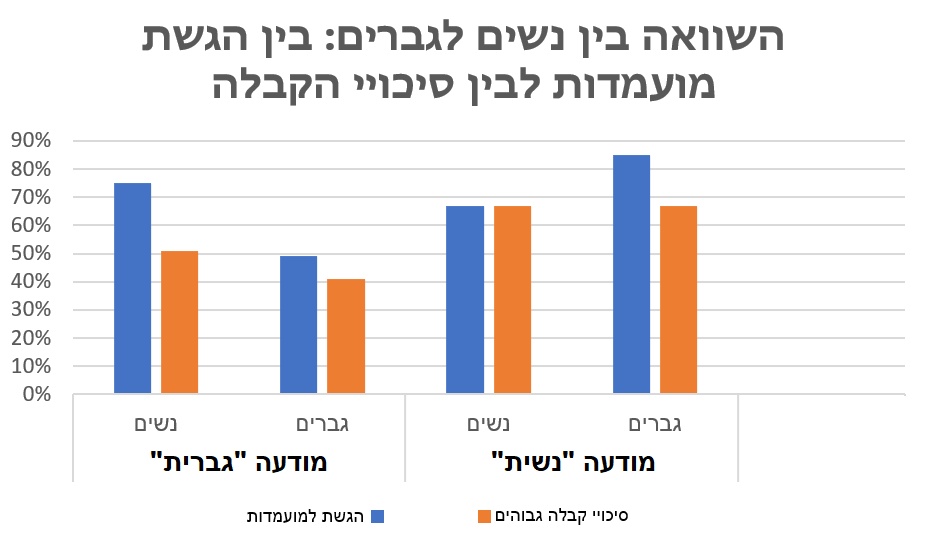 השוואה בין נשים לגברים: בין הגשת
מועמדות לבין סיכויי הקבלה
90%
80%
70%
60%
50%
40%
30%
20%
10%
0%
נשים
גברים
נשים
גברים
מודעה "גברית"
מודעה "נשית"
הגשת למועמדות
סיכויי קבלה גבוהים